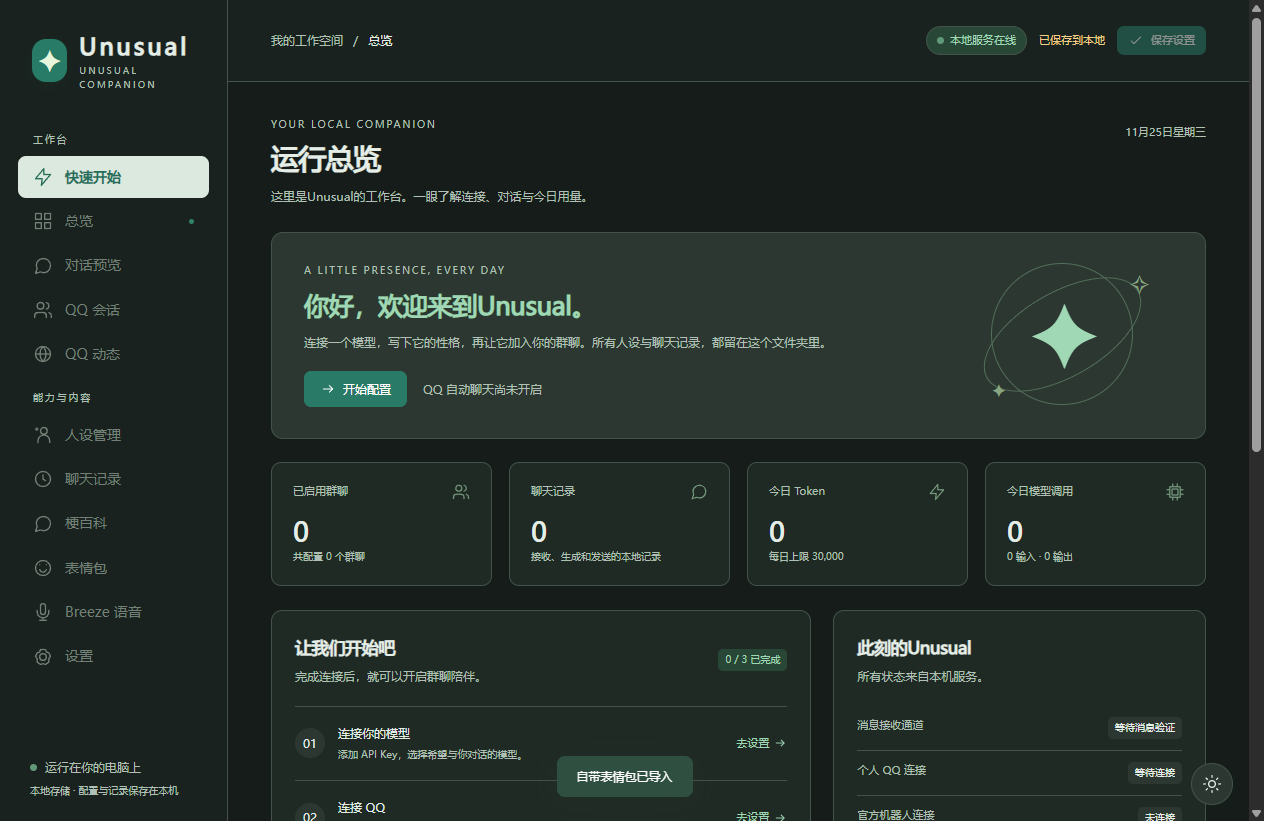 Unusual
UNUSUAL
COMPANION
工作台
快速开始
总览
对话预览
QQ 会话
QQ 动态
能力与内容
人设管理
聊天记录
梗百科
表情包
Breeze 语音
设置
运行在你的电脑上
本地存储 · 配置与记录保存在本机
我的工作空间 / 总览
本地服务在线
已保存到本地
保存设置
YOUR LOCAL COMPANION
运行总览
这里是Unusual的工作台。一眼了解连接、对话与今日用量。
11月25日星期三
A LITTLE PRESENCE, EVERY DAY
你好，欢迎来到Unusual。
连接一个模型，写下它的性格，再让它加入你的群聊。所有人设与聊天记录，都留在这个文件夹里。
开始配置
QQ 自动聊天尚未开启
已启用群聊
0
共配置 0 个群聊
聊天记录
0
接收、生成和发送的本地记录
今日 Token
0
每日上限 30,000
今日模型调用
0
0 输入 · 0 输出
让我们开始吧
完成连接后，就可以开启群聊陪伴。
0 / 3 已完成
01
连接你的模型
添加 API Key，选择希望与你对话的模型。
去设置
02
连接 QQ
去设置
自带表情包已导入
此刻的Unusual
所有状态来自本机服务。
消息接收通道
等待消息验证
个人 QQ 连接
等待连接
官方机器人连接
未连接